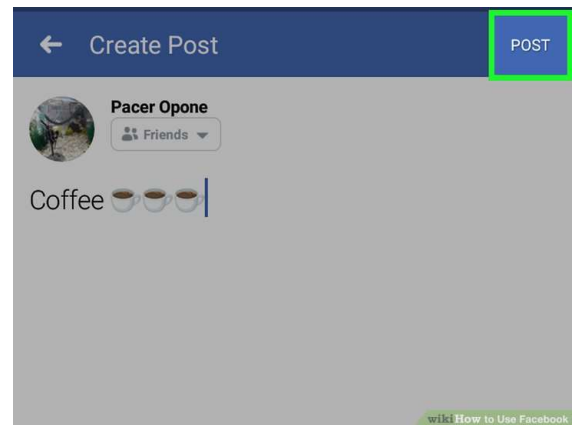 Create Post
POST
Pacer Opone
Friends
Coffee ☕☕☕
wikiHow to Use Facebook